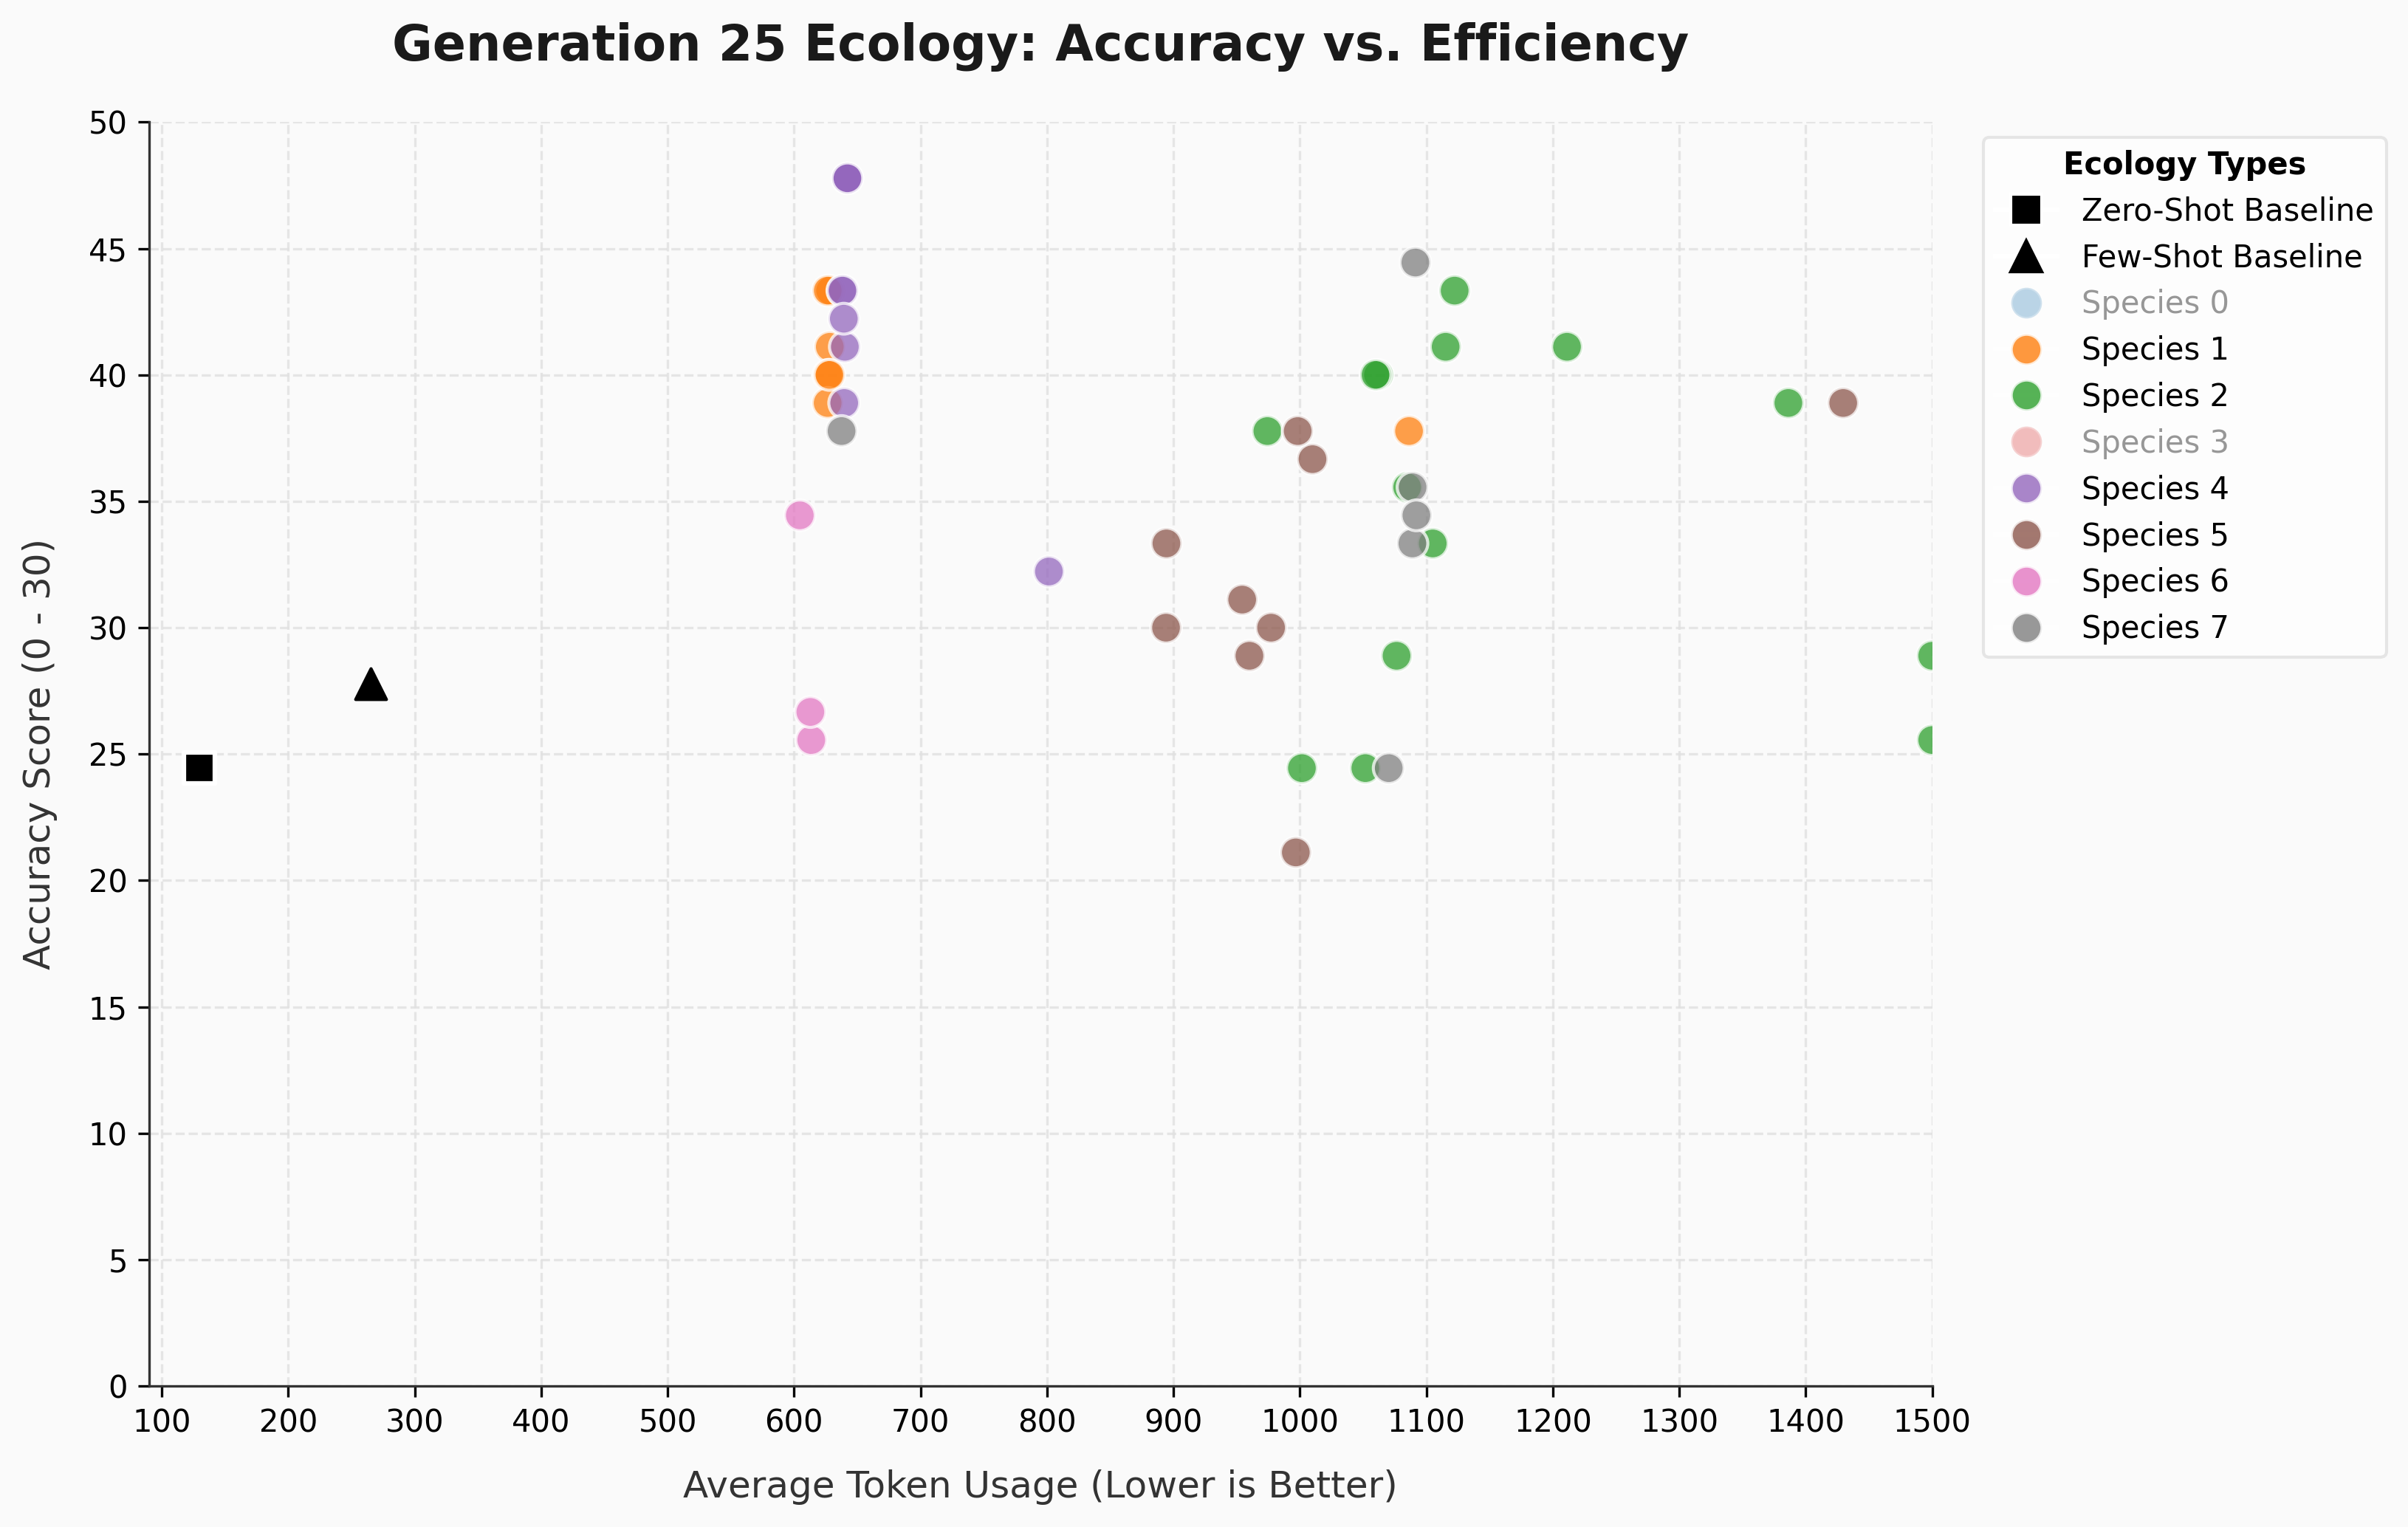 Generation 25 Ecology: Accuracy vs. Efficiency
50
45
40
35
30
25
20
15
10
5
0
Accuracy Score (0 - 30)
100 200 300 400 500 600 700 800 900 1000 1100 1200 1300 1400 1500
Average Token Usage (Lower is Better)
Ecology Types
Zero-Shot Baseline
Few-Shot Baseline
Species 0
Species 1
Species 2
Species 3
Species 4
Species 5
Species 6
Species 7